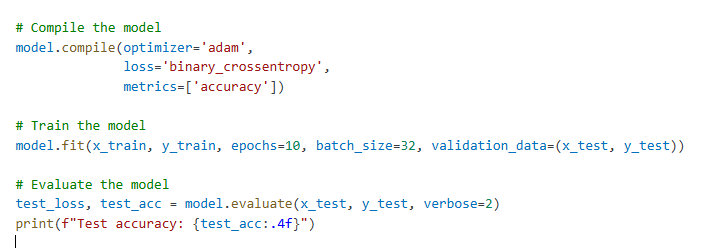 # Compile the model
model.compile(optimizer='adam',
              loss='binary_crossentropy',
              metrics=['accuracy'])

# Train the model
model.fit(x_train, y_train, epochs=10, batch_size=32, validation_data=(x_test, y_test))

# Evaluate the model
test_loss, test_acc = model.evaluate(x_test, y_test, verbose=2)
print(f"Test accuracy: {test_acc:.4f}")